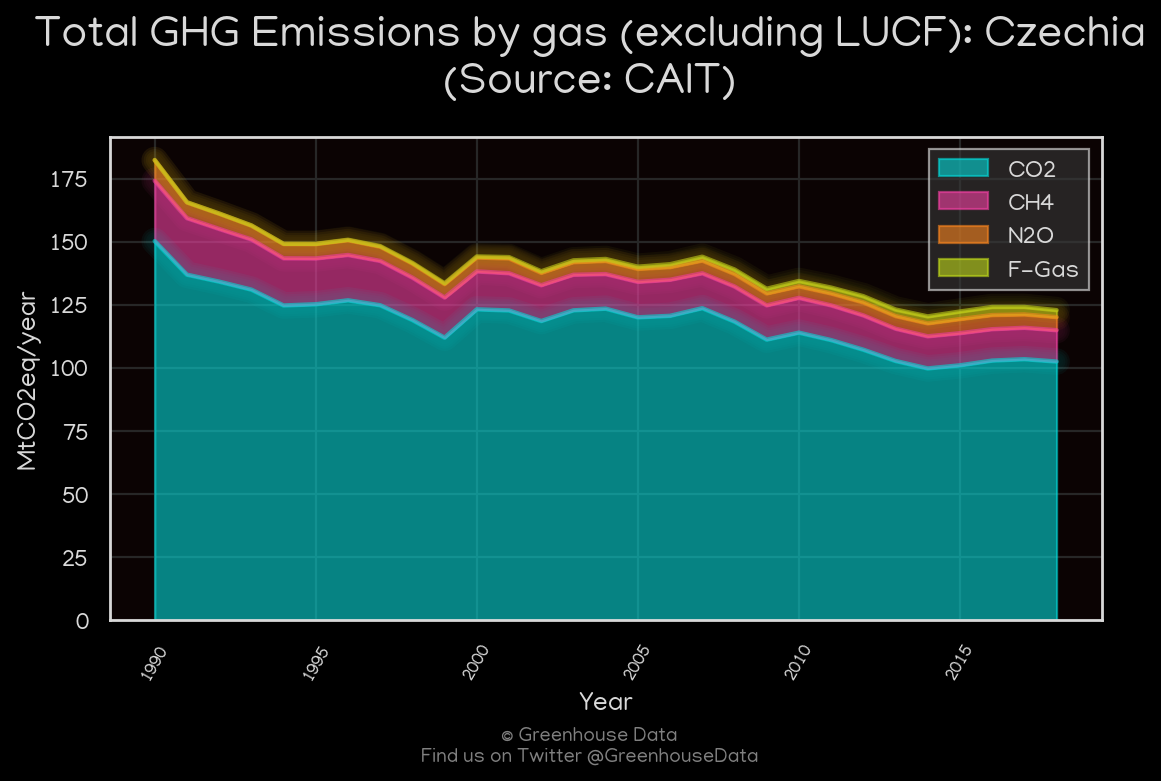 Total GHG Emissions by gas (excluding LUCF): Czechia
(Source: CAIT)
CO2
CH4
N2O
F-Gas
MtCO2eq/year
175
150
125
100
75
50
25
0
1990
1995
2000
2005
2010
2015
Year
© Greenhouse Data
Find us on Twitter @GreenhouseData